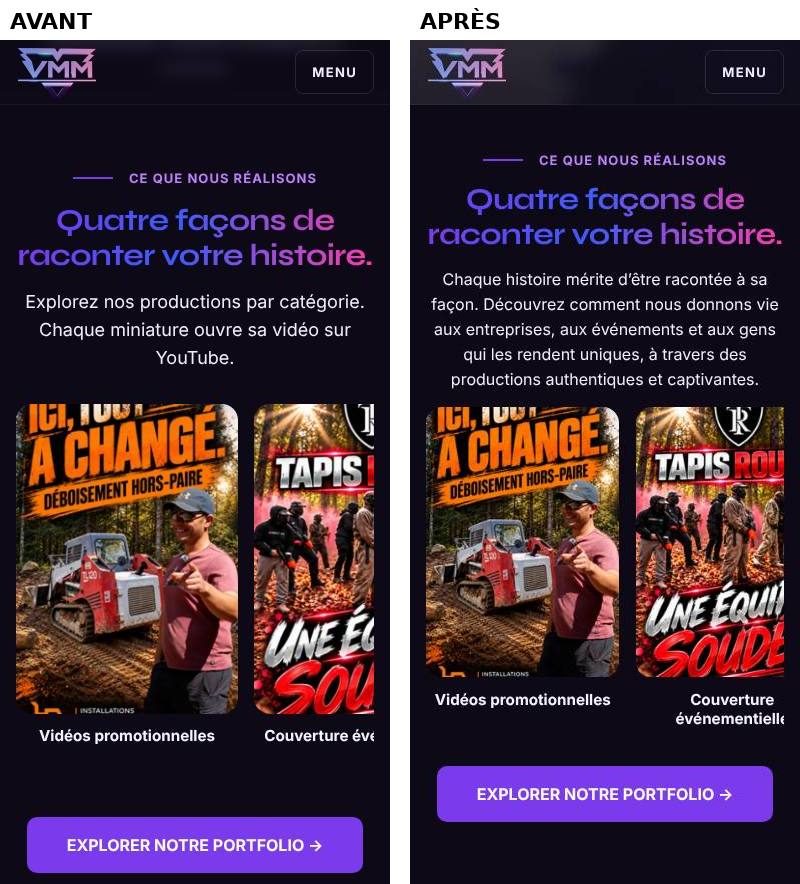 AVANT
VMM
MENU
CE QUE NOUS RÉALISONS
Quatre façons de
raconter votre histoire.
Explorez nos productions par catégorie.
Chaque miniature ouvre sa vidéo sur
YouTube.
ICI, TOUT
A CHANGÉ.
DÉBOISEMENT HORS-PAIRE
TL120
INSTALLATIONS
Vidéos promotionnelles
TAPIS
UNE ÉQ
SOU
Couverture évé
EXPLORER NOTRE PORTFOLIO →
APRÈS
VMM
MENU
CE QUE NOUS RÉALISONS
Quatre façons de
raconter votre histoire.
Chaque histoire mérite d’être racontée à sa
façon. Découvrez comment nous donnons vie
aux entreprises, aux événements et aux gens
qui les rendent uniques, à travers des
productions authentiques et captivantes.
ICI, TOUT
A CHANGÉ.
DÉBOISEMENT HORS-PAIRE
INSTALLATIONS
Vidéos promotionnelles
TAPIS ROU
UNE ÉQUI
SOUDÉ
Couverture
événementielle
EXPLORER NOTRE PORTFOLIO →